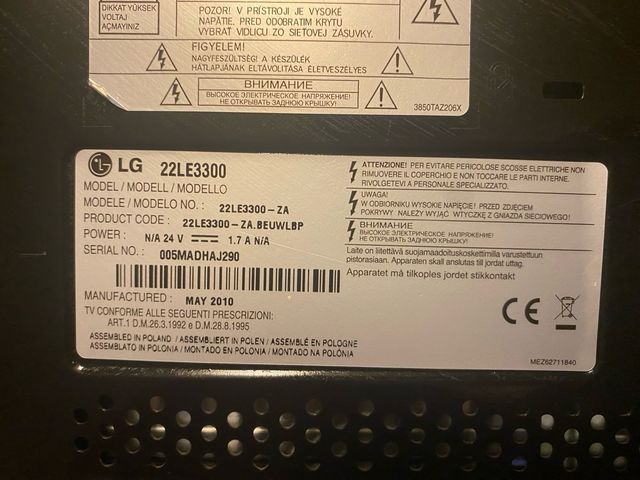 DIKKAT YÜKSEK
VOLTAJ
AÇMAYINIZ
POZOR! V PRÍSTROJI JE VYSOKÉ
NAPÄTIE. PRED ODOBRATIM KRYTU
VYBRAT VIDLICU ZO SIEŤOVEJ ZÁSUVKY.
FIGYELEM!
NAGYFESZÜLTSÉG! A KÉSZÜLÉK
HÁTLAPJÁNAK ELTÁVOLÍTÁSA ÉLETVESZÉLYES
ВНИМАНИЕ
ВЫСОКОЕ ЭЛЕКТРИЧЕСКОЕ НАПРЯЖЕНИЕ!
НЕ ОТКРЫВАТЬ ЗАДНЮЮ КРЫШКУ!
3850TAZ206X
LG 22LE3300
MODEL / MODELL / MODELLO
MODELE / MODELO NO. : 22LE3300-ZA
PRODUCT CODE : 22LE3300-ZA.BEUWLBP
POWER : N/A 24 V 1.7 A N/A
SERIAL NO. : 005MADHAJ290
MANUFACTURED : MAY 2010
TV CONFORME ALLE SEGUENTI PRESCRIZIONI:
ART.1 D.M.26.3.1992 e D.M.28.8.1995
ASSEMBLED IN POLAND / ASSEMBLIERT IN POLEN / ASSEMBLÉ EN POLOGNE
ASSEMBLATO IN POLONIA / MONTADO EN POLONIA / MONTADO NA POLÓNIA
ATTENZIONE! PER EVITARE PERICOLOSE SCOSSE ELETTRICHE NON
RIMUOVERE IL COPERCHIO E NON TOCCARE LE PARTI INTERNE.
RIVOLGETEVI A PERSONALE SPECIALIZZATO.
UWAGA!
W ODBIORNIKU WYSOKIE NAPIĘCIE! PRZED ZDJĘCIEM
POKRYWY NALEŻY WYJĄĆ WTYCZKĘ Z GNIAZDA SIECIOWEGO!
ВНИМАНИЕ
ВЫСОКОЕ ЭЛЕКТРИЧЕСКОЕ НАПРЯЖЕНИЕ!
НЕ ОТКРЫВАТЬ ЗАДНЮЮ КРЫШКУ!
Laite on liitettävä suojamaadoituskoskettimilla varustettuun
pistorasiaan. Apparaten skall anslutas till jordat uttag.
Apparatet må tilkoples jordet stikkontakt
CE
MEZ62711840